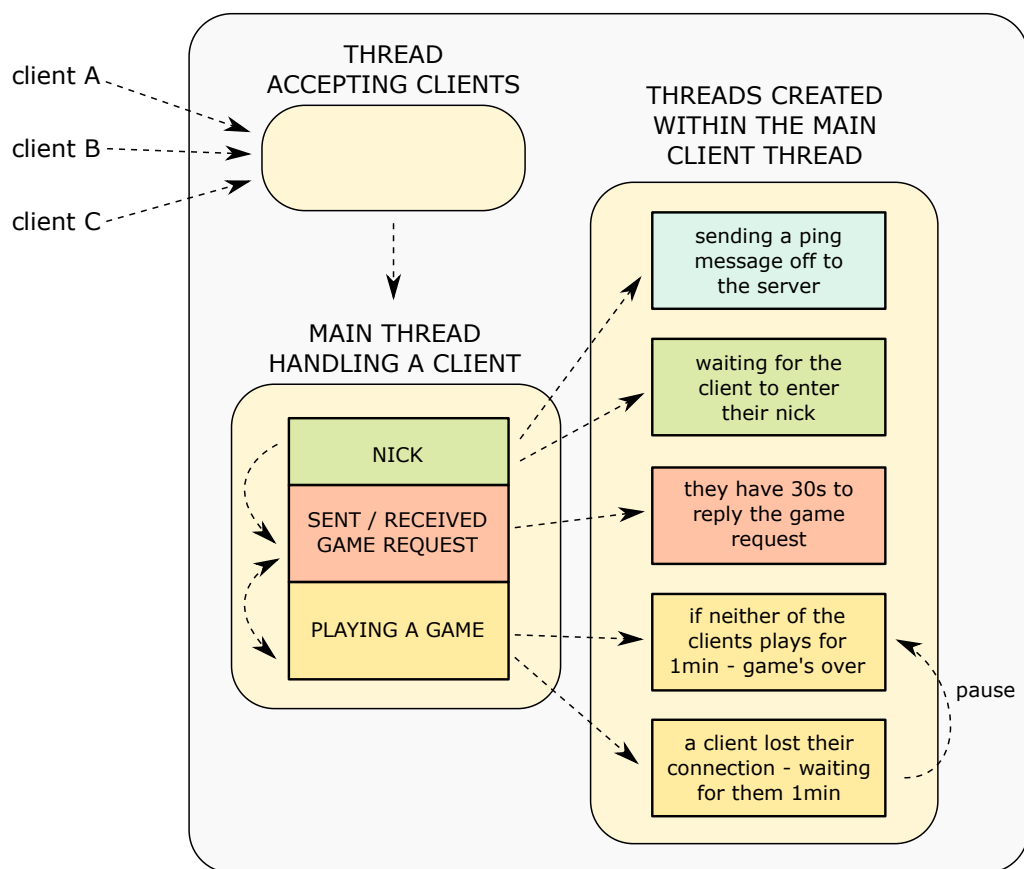 client A
client B
client C
THREAD
ACCEPTING CLIENTS
MAIN THREAD
HANDLING A CLIENT
NICK
SENT / RECEIVED
GAME REQUEST
PLAYING A GAME
THREADS CREATED
WITHIN THE MAIN
CLIENT THREAD
sending a ping
message off to
the server
waiting for the
client to enter
their nick
they have 30s to
reply the game
request
if neither of the
clients plays for
1min - game's over
a client lost their
connection - waiting
for them 1min
pause